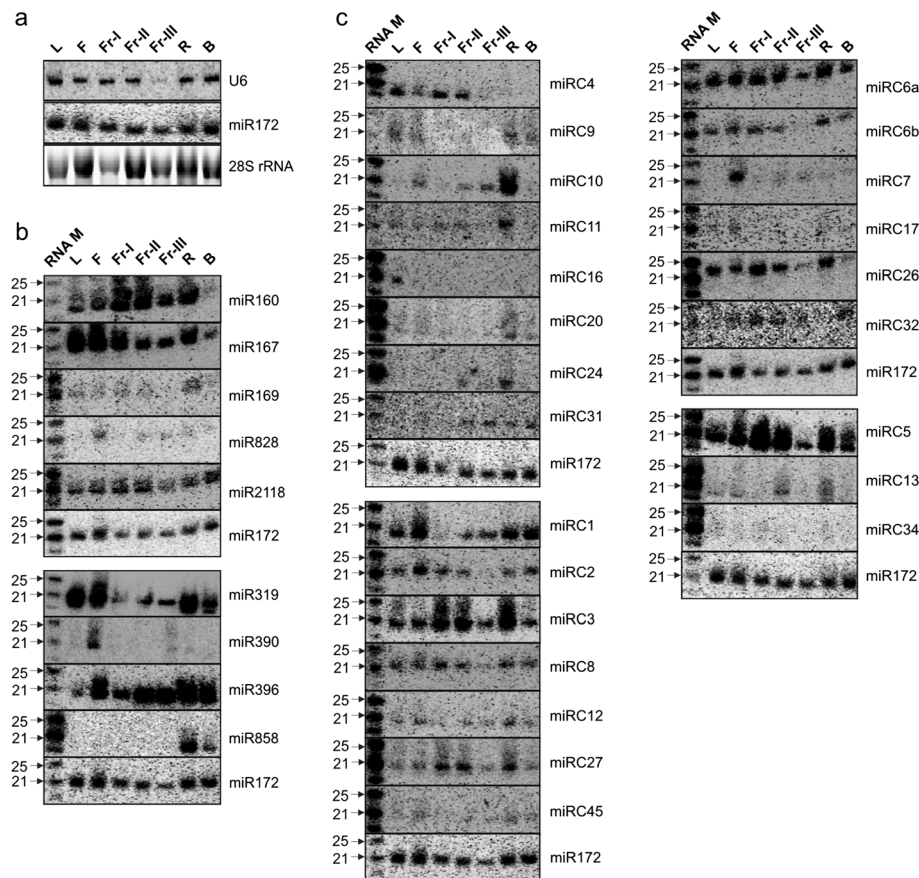 a
L F Fr-I Fr-II Fr-III R B
U6
miR172
28S rRNA
b
RNA M L F Fr-I Fr-II Fr-III R B
25
21 miR160
25
21 miR167
25
21 miR169
miR828
25
21 miR2118
25
21 miR172
25
21 miR319
miR390
25
21 miR396
25
21 miR858
25
21 miR172
c
RNA M L F Fr-I Fr-II Fr-III R B
25
21 miRC4
25
21 miRC9
25
21 miRC10
25
21 miRC11
25
21 miRC16
25
21 miRC20
25
21 miRC24
25
21 miRC31
25
21 miR172
25
21 miRC1
25
21 miRC2
25
21 miRC3
25
21 miRC8
25
21 miRC12
25
21 miRC27
25
21 miRC45
25
21 miR172
RNA M L F Fr-I Fr-II Fr-III R B
25
21 miRC6a
25
21 miRC6b
25
21 miRC7
25
21 miRC17
25
21 miRC26
25
21 miRC32
25
21 miR172
25
21 miRC5
25
21 miRC13
25
21 miRC34
25
21 miR172